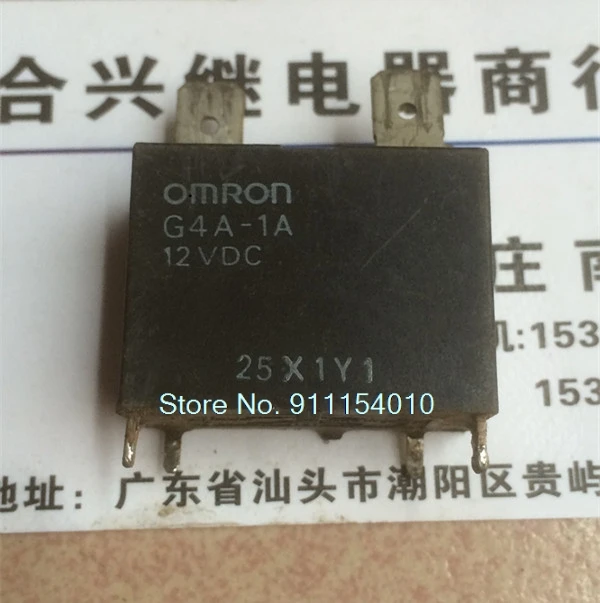 合兴继电器商行
omron
G4A-1A
12VDC
庄南
机:153
25X1Y1
153
Store No. 911154010
地址: 广东省汕头市潮阳区贵屿